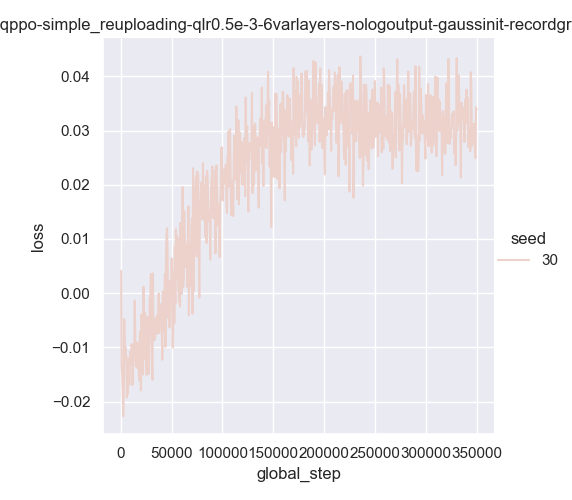 qppo-simple_reuploading-qlr0.5e-3-6varlayers-nologoutput-gaussinit-recordgr
0.04
0.03
0.02
0.01
0.00
−0.01
−0.02
loss
seed
30
0 50000 100000 150000 200000 250000 300000 350000
global_step